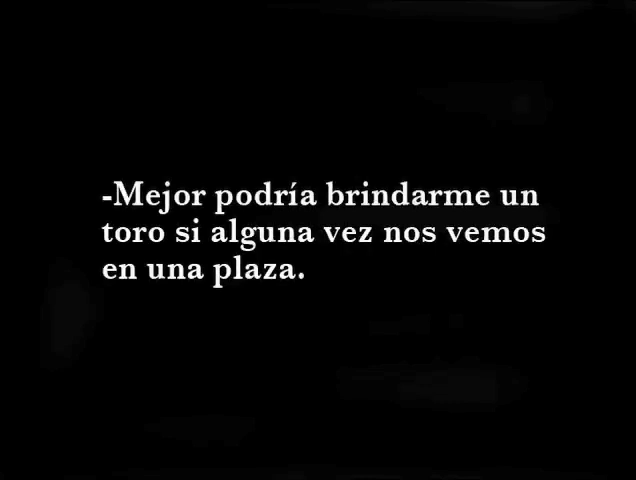 -Mejor podría brindarme un
toro si alguna vez nos vemos
en una plaza.